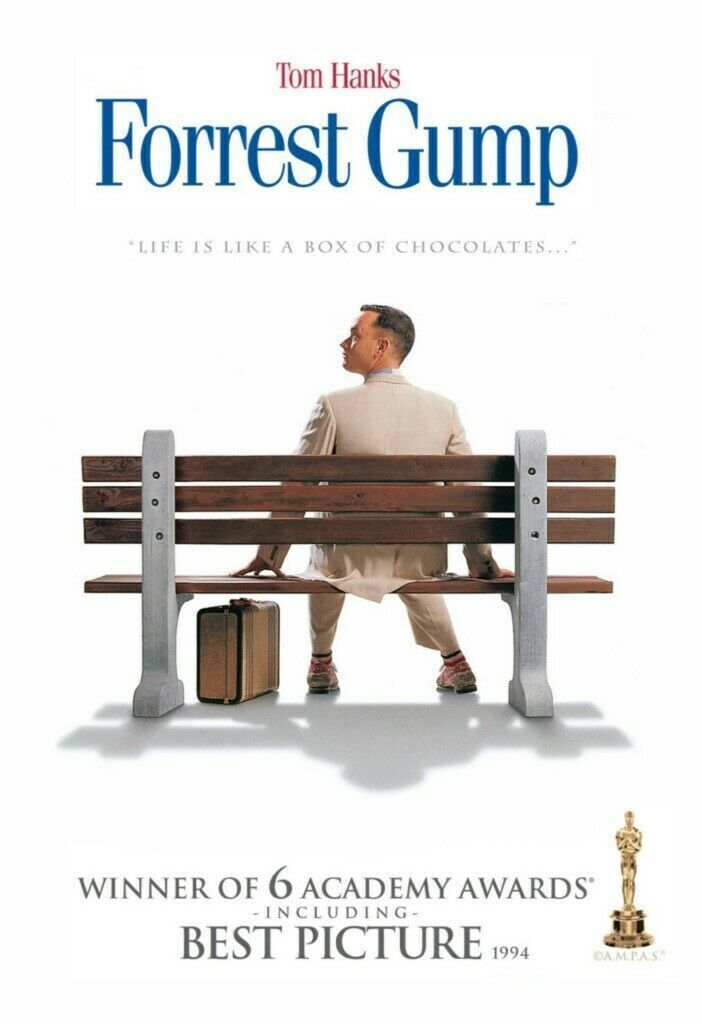 Tom Hanks
Forrest Gump
“LIFE IS LIKE A BOX OF CHOCOLATES...”
WINNER OF 6 ACADEMY AWARDS®
-INCLUDING-
BEST PICTURE 1994
©A.M.P.A.S.®